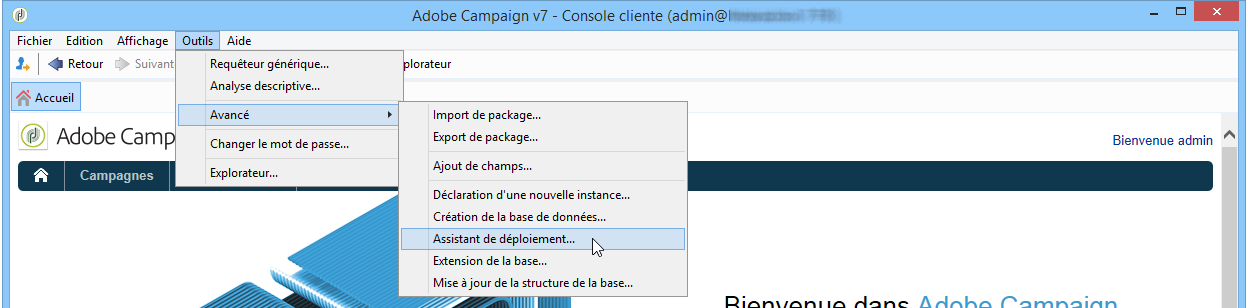 Adobe Campaign v7 - Console cliente (admin@
Fichier Edition Affichage Outils Aide
Retour Suivant plorateur
Requêteur générique...
Analyse descriptive...
Avancé
Changer le mot de passe...
Explorateur...
Import de package...
Export de package...
Ajout de champs...
Déclaration d'une nouvelle instance...
Création de la base de données...
Assistant de déploiement...
Extension de la base...
Mise à jour de la structure de la base...
Accueil
Adobe Camp
Bienvenue admin
Campagnes
Bienvenue dans Adobe Campaign